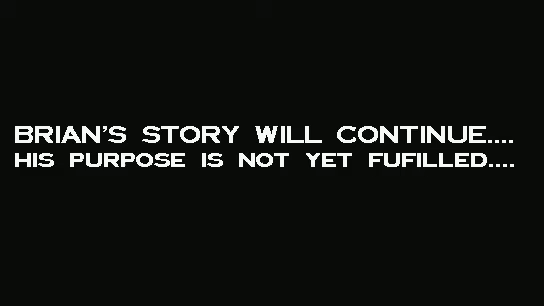 BRIAN'S STORY WILL CONTINUE....
HIS PURPOSE IS NOT YET FUFILLED....